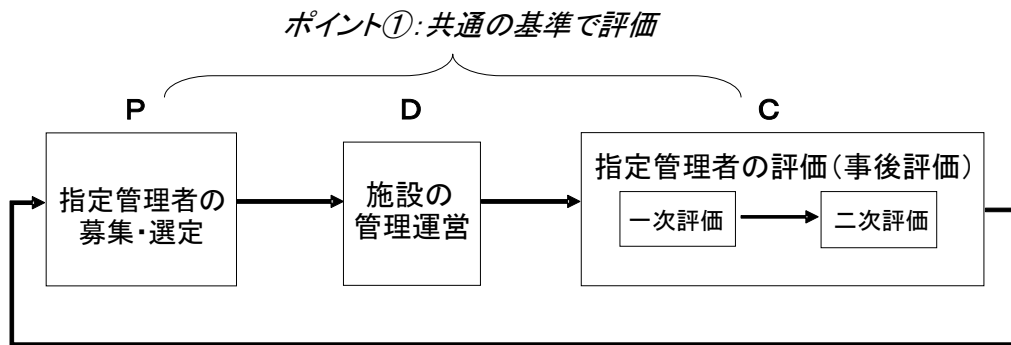 ポイント①:共通の基準で評価
P
D
C
指定管理者の
募集・選定
施設の
管理運営
指定管理者の評価(事後評価)
一次評価
二次評価